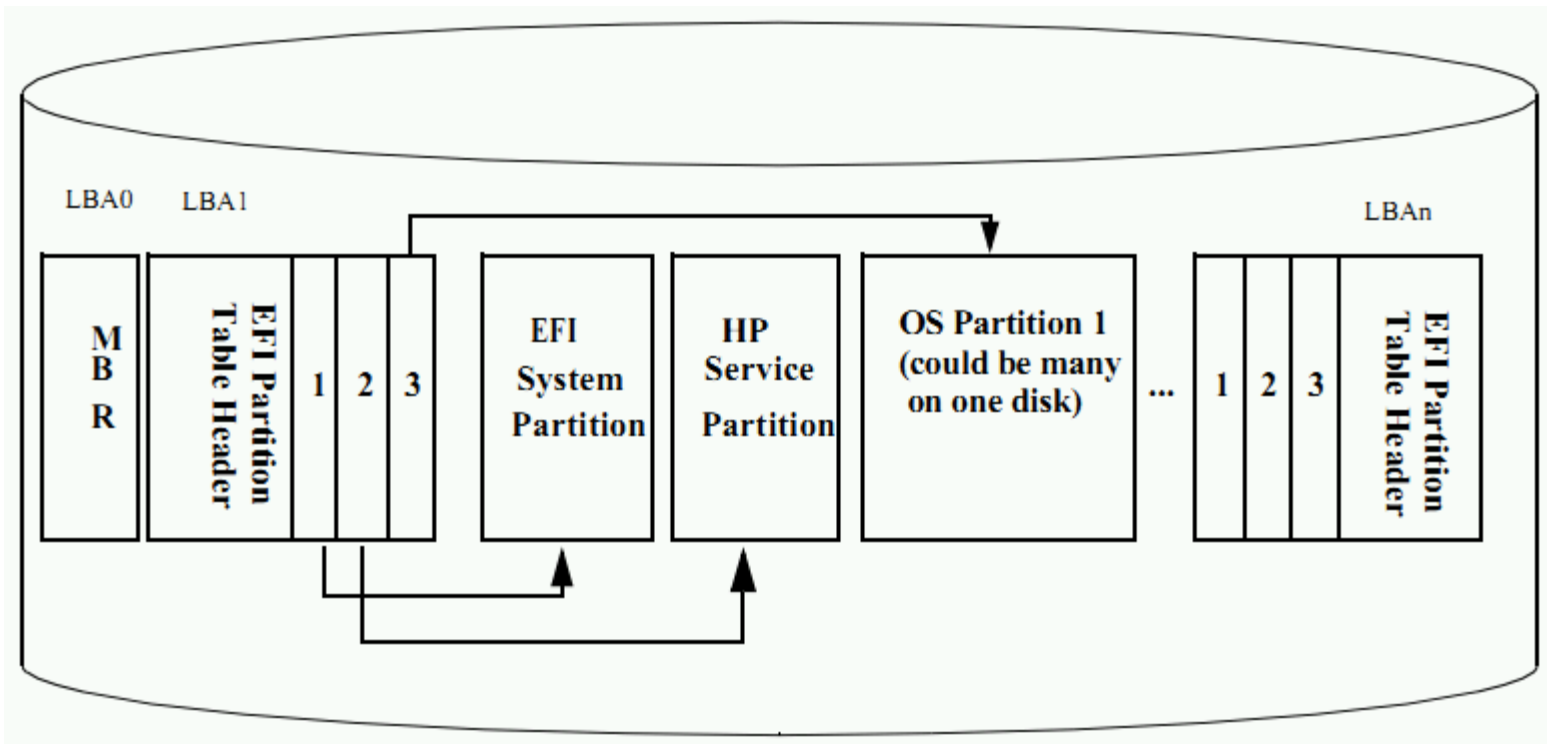 LBA0
LBA1
LBAn
M
B
R
EFI Partition
Table Header
1
2
3
EFI
System
Partition
HP
Service
Partition
OS Partition 1
(could be many
on one disk)
...
1
2
3
EFI Partition
Table Header